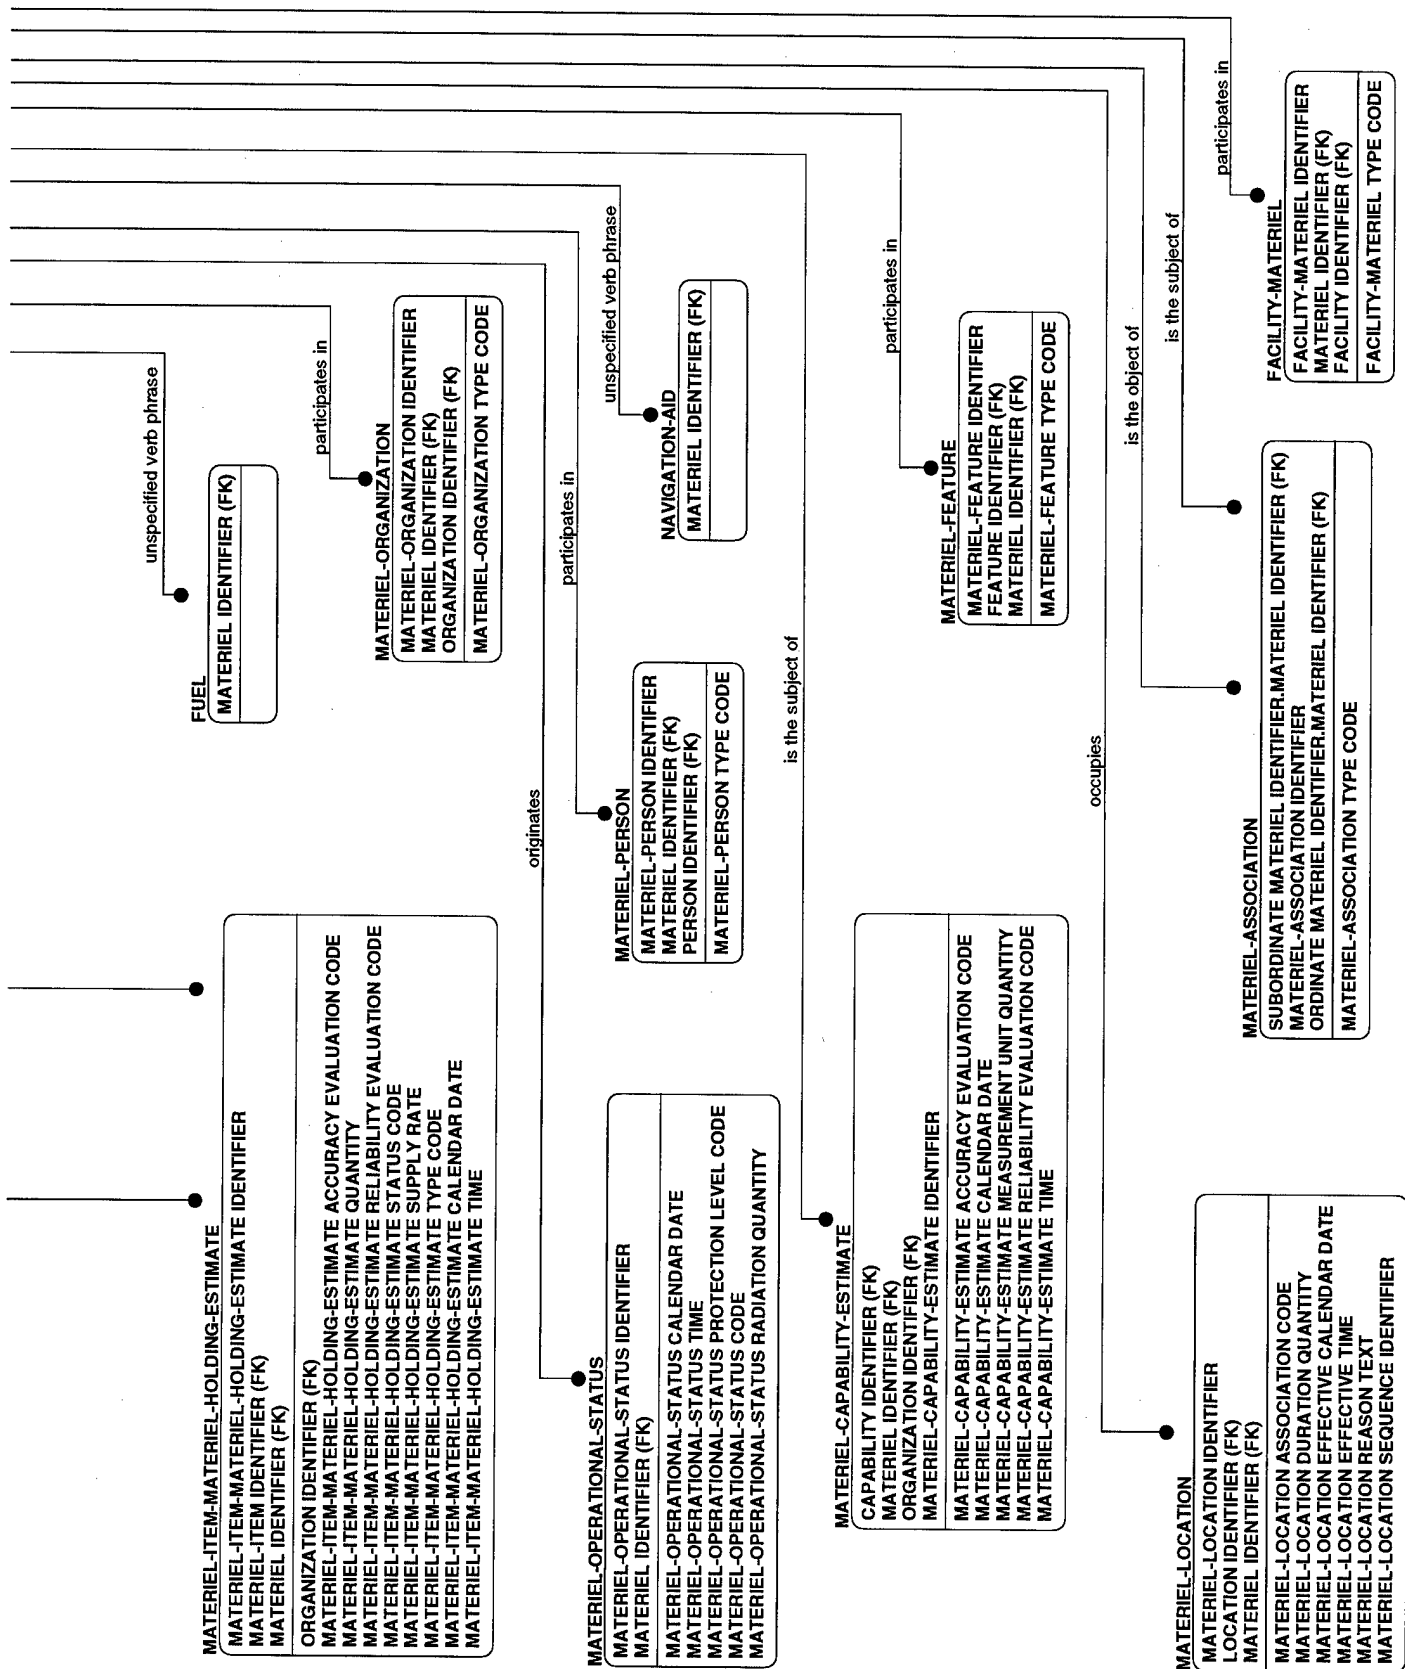 MATERIEL-ITEM-MATERIEL-HOLDING-ESTIMATE
MATERIEL-ITEM-MATERIEL-HOLDING-ESTIMATE IDENTIFIER
MATERIEL-ITEM IDENTIFIER (FK)
MATERIEL IDENTIFIER (FK)
ORGANIZATION IDENTIFIER (FK)
MATERIEL-ITEM-MATERIEL-HOLDING-ESTIMATE ACCURACY EVALUATION CODE
MATERIEL-ITEM-MATERIEL-HOLDING-ESTIMATE QUANTITY
MATERIEL-ITEM-MATERIEL-HOLDING-ESTIMATE RELIABILITY EVALUATION CODE
MATERIEL-ITEM-MATERIEL-HOLDING-ESTIMATE STATUS CODE
MATERIEL-ITEM-MATERIEL-HOLDING-ESTIMATE SUPPLY RATE
MATERIEL-ITEM-MATERIEL-HOLDING-ESTIMATE TYPE CODE
MATERIEL-ITEM-MATERIEL-HOLDING-ESTIMATE CALENDAR DATE
MATERIEL-ITEM-MATERIEL-HOLDING-ESTIMATE TIME
unspecified verb phrase
FUEL
MATERIEL IDENTIFIER (FK)
participates in
MATERIEL-ORGANIZATION
MATERIEL-ORGANIZATION IDENTIFIER
MATERIEL IDENTIFIER (FK)
ORGANIZATION IDENTIFIER (FK)
MATERIEL-ORGANIZATION TYPE CODE
originates
MATERIEL-OPERATIONAL-STATUS
MATERIEL-OPERATIONAL-STATUS IDENTIFIER
MATERIEL IDENTIFIER (FK)
MATERIEL-OPERATIONAL-STATUS CALENDAR DATE
MATERIEL-OPERATIONAL-STATUS TIME
MATERIEL-OPERATIONAL-STATUS PROTECTION LEVEL CODE
MATERIEL-OPERATIONAL-STATUS CODE
MATERIEL-OPERATIONAL-STATUS RADIATION QUANTITY
participates in
MATERIEL-PERSON
MATERIEL-PERSON IDENTIFIER
MATERIEL IDENTIFIER (FK)
PERSON IDENTIFIER (FK)
MATERIEL-PERSON TYPE CODE
unspecified verb phrase
NAVIGATION-AID
MATERIEL IDENTIFIER (FK)
is the subject of
MATERIEL-CAPABILITY-ESTIMATE
CAPABILITY IDENTIFIER (FK)
MATERIEL IDENTIFIER (FK)
ORGANIZATION IDENTIFIER (FK)
MATERIEL-CAPABILITY-ESTIMATE IDENTIFIER
MATERIEL-CAPABILITY-ESTIMATE ACCURACY EVALUATION CODE
MATERIEL-CAPABILITY-ESTIMATE CALENDAR DATE
MATERIEL-CAPABILITY-ESTIMATE MEASUREMENT UNIT QUANTITY
MATERIEL-CAPABILITY-ESTIMATE RELIABILITY EVALUATION CODE
MATERIEL-CAPABILITY-ESTIMATE TIME
participates in
MATERIEL-FEATURE
MATERIEL-FEATURE IDENTIFIER
FEATURE IDENTIFIER (FK)
MATERIEL IDENTIFIER (FK)
MATERIEL-FEATURE TYPE CODE
occupies
MATERIEL-LOCATION
MATERIEL-LOCATION IDENTIFIER
LOCATION IDENTIFIER (FK)
MATERIEL IDENTIFIER (FK)
MATERIEL-LOCATION ASSOCIATION CODE
MATERIEL-LOCATION DURATION QUANTITY
MATERIEL-LOCATION EFFECTIVE CALENDAR DATE
MATERIEL-LOCATION EFFECTIVE TIME
MATERIEL-LOCATION REASON TEXT
MATERIEL-LOCATION SEQUENCE IDENTIFIER
is the object of
is the subject of
MATERIEL-ASSOCIATION
SUBORDINATE MATERIEL IDENTIFIER.MATERIEL IDENTIFIER (FK)
MATERIEL-ASSOCIATION IDENTIFIER
ORDINATE MATERIEL IDENTIFIER.MATERIEL IDENTIFIER (FK)
MATERIEL-ASSOCIATION TYPE CODE
participates in
FACILITY-MATERIEL
FACILITY-MATERIEL IDENTIFIER
MATERIEL IDENTIFIER (FK)
FACILITY IDENTIFIER (FK)
FACILITY-MATERIEL TYPE CODE